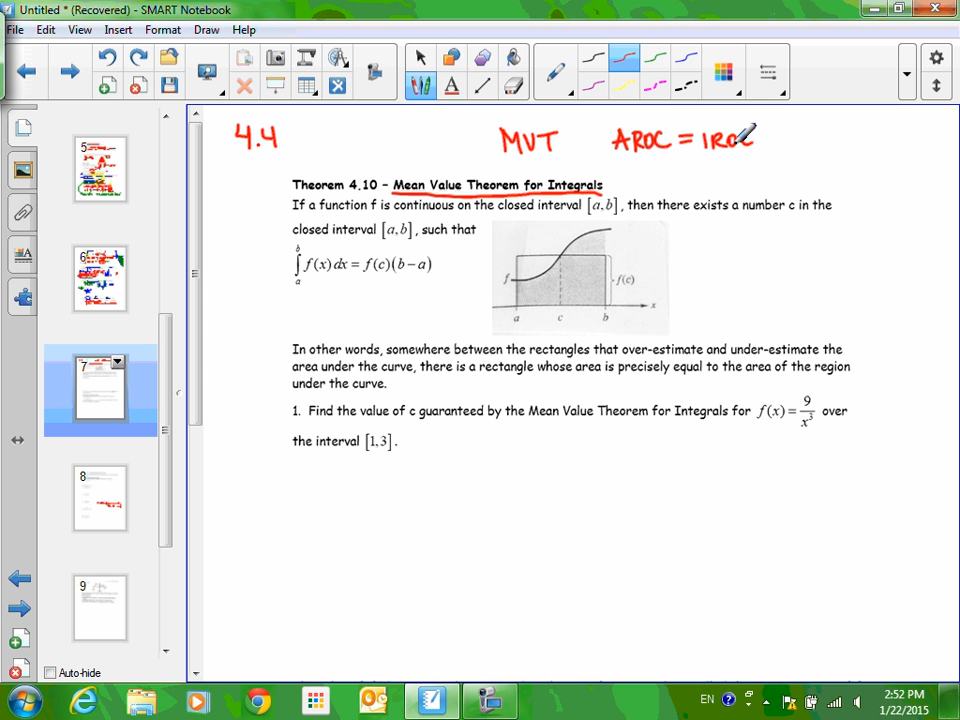 Untitled * (Recovered) - SMART Notebook
File Edit View Insert Format Draw Help
5
6
7
8
9
Auto-hide
4.4 MVT AROC = IROC
Theorem 4.10 – Mean Value Theorem for Integrals
If a function f is continuous on the closed interval [a,b], then there exists a number c in the
closed interval [a,b], such that
∫_a^b f(x)dx = f(c)(b−a)
f f(c) x
a c b
In other words, somewhere between the rectangles that over-estimate and under-estimate the
area under the curve, there is a rectangle whose area is precisely equal to the area of the region
under the curve.
1. Find the value of c guaranteed by the Mean Value Theorem for Integrals for f(x) = 9/x³ over
the interval [1,3].
EN
2:52 PM
1/22/2015